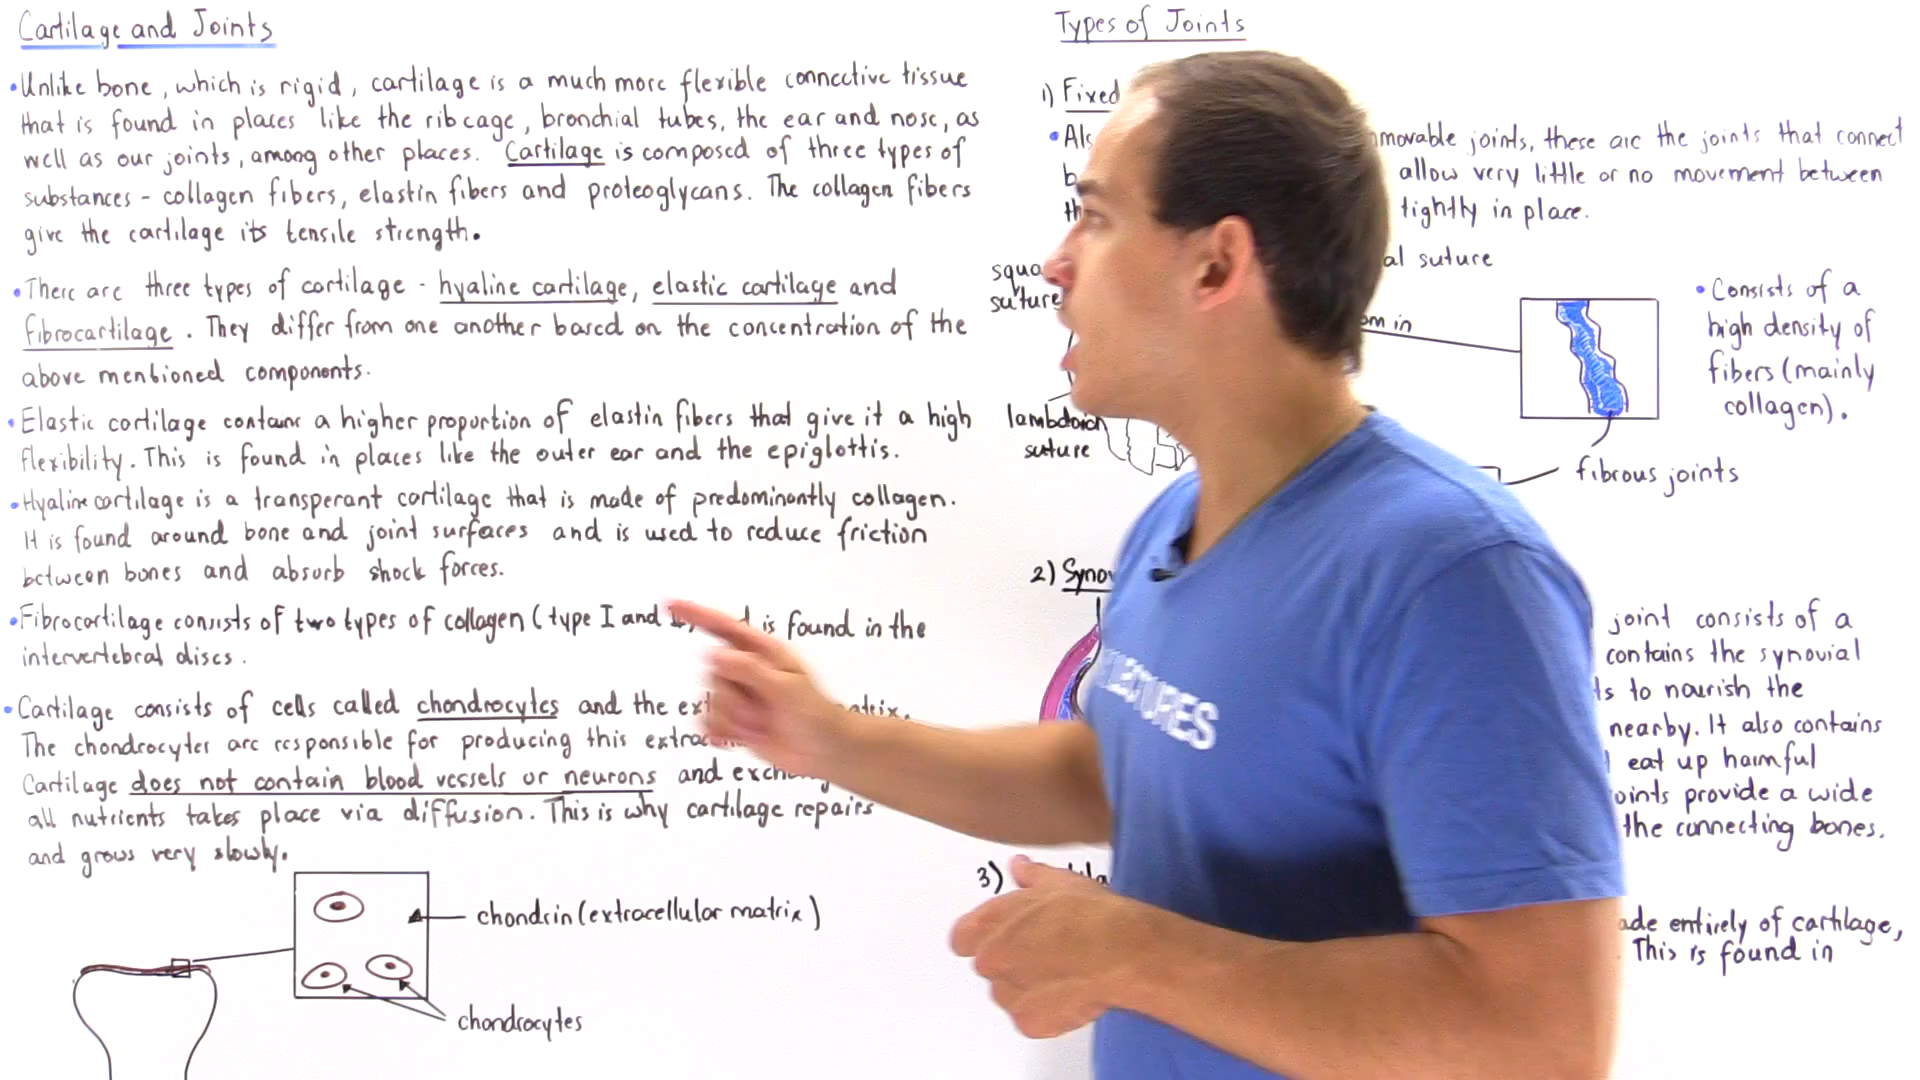 Cartilage and Joints
•Unlike bone, which is rigid, cartilage is a much more flexible connective tissue
that is found in places like the rib cage, bronchial tubes, the ear and nose, as
well as our joints, among other places. Cartilage is composed of three types of
substances - collagen fibers, elastin fibers and proteoglycans. The collagen fibers
give the cartilage its tensile strength.
•There are three types of cartilage - hyaline cartilage, elastic cartilage and
fibrocartilage. They differ from one another based on the concentration of the
above mentioned components.
•Elastic cartilage contains a higher proportion of elastin fibers that give it a high
flexibility. This is found in places like the outer ear and the epiglottis.
•Hyaline cartilage is a transperant cartilage that is made of predominantly collagen.
It is found around bone and joint surfaces and is used to reduce friction
between bones and absurb shock forces.
•Fibrocartilage consists of two types of collagen (type I and is found in the
intervertebral discs.
•Cartilage consists of cells called chondrocytes and the
The chondrocytes are responsible for producing this
Cartilage does not contain blood vessels or neurons and
all nutrients takes place via diffusion. This is why cartilage repairs
and grows very slowly.
chondrin (extracellular matrix)
chondrocytes
Types of Joints
1) Fixed
movable joints, these are the joints that connect
allow very little or no movement between
tightly in place.
suture
suture
lambdoidal
suture
in
•Consists of a
high density of
fibers (mainly
collagen).
fibrous joints
2)
joint consists of a
contains the synovial
to nourish the
nearby. It also contains
eat up harmful
provide a wide
the connecting bones.
3)
entirely of cartilage,
This is found in
LECTURES